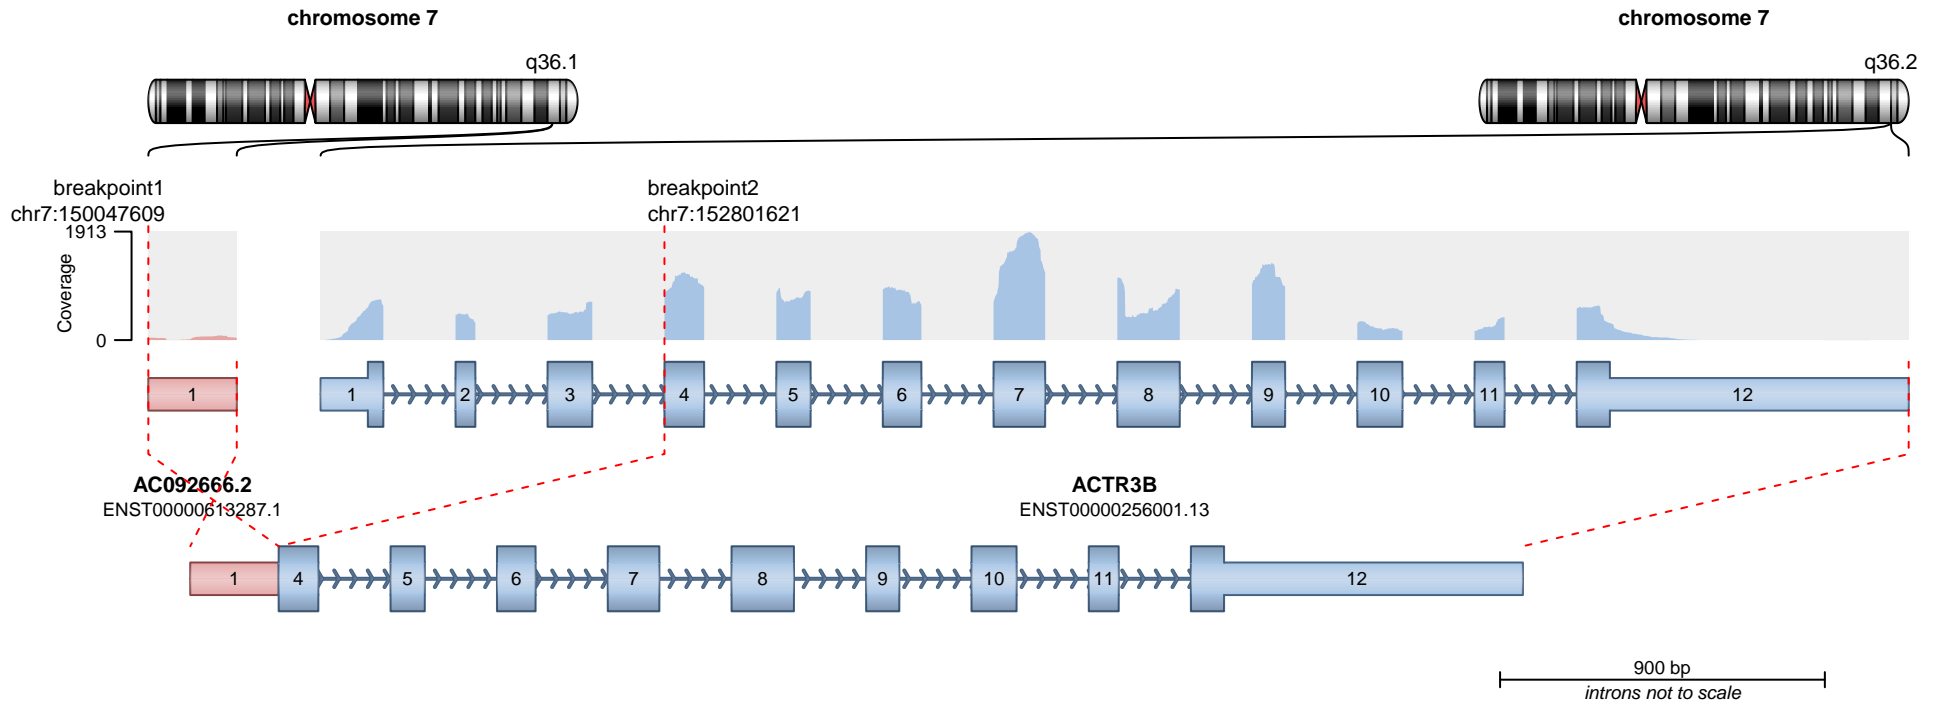 chromosome 7
chromosome 7
q36.1
q36.2
breakpoint1
chr7:150047609
breakpoint2
chr7:152801621
1913
Coverage
0
1
1
2
3
4
5
6
7
8
9
10
11
12
AC092666.2
ENST00000613287.1
ACTR3B
ENST00000256001.13
1
4
5
6
7
8
9
10
11
12
900 bp
introns not to scale